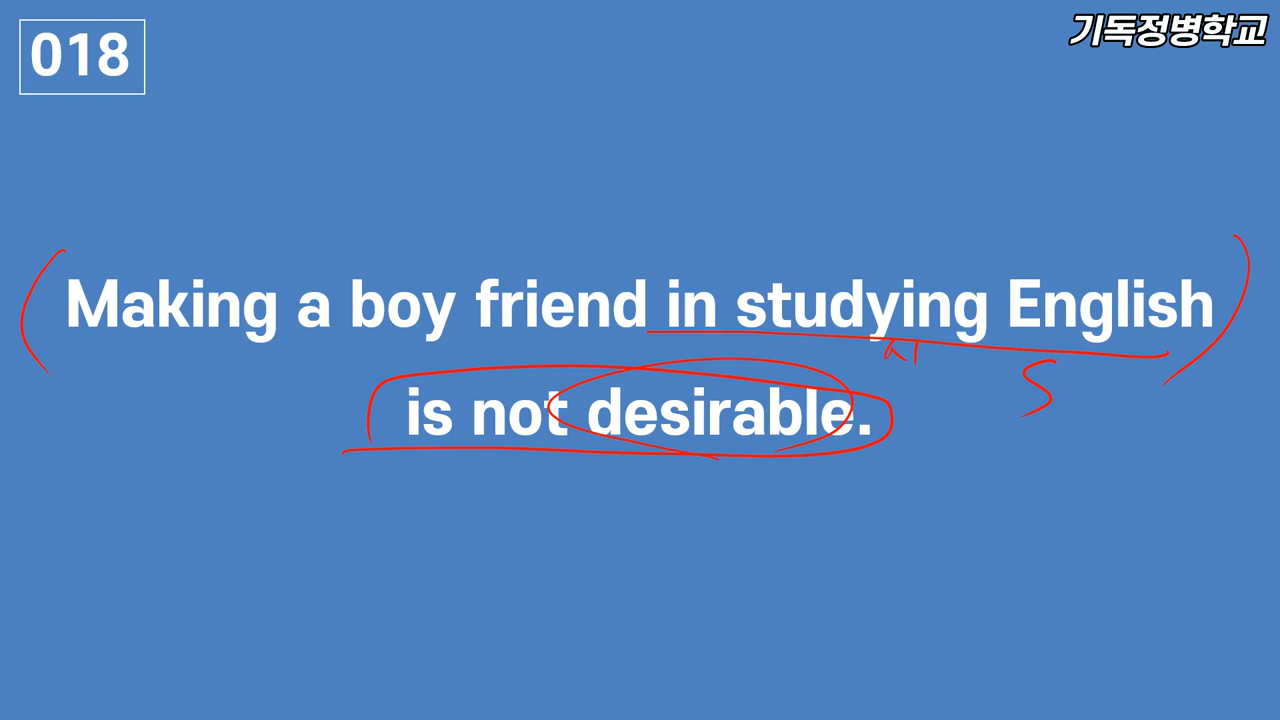 018
기독정병학교
Making a boy friend in studying English
S
is not desirable.